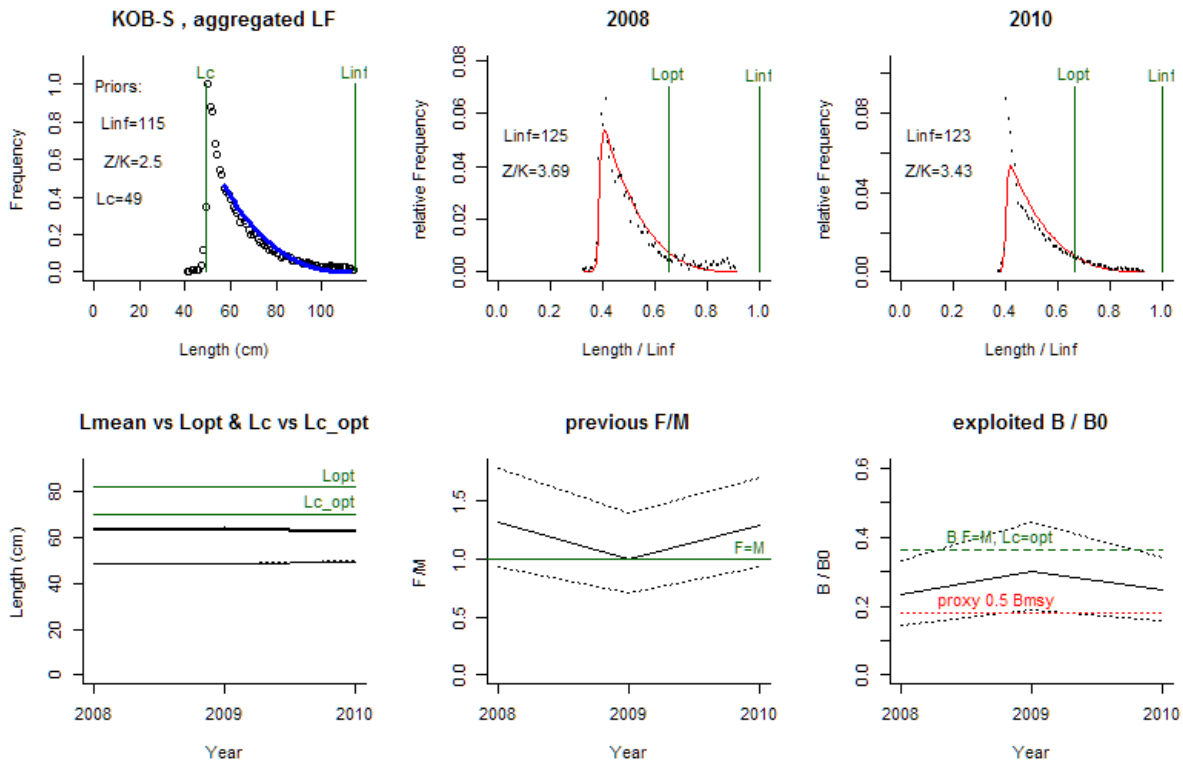 KOB-S , aggregated LF
Frequency
0.0 0.2 0.4 0.6 0.8 1.0
Priors:
Linf=115
Z/K=2.5
Lc=49
Lc
Linf
0 20 40 60 80 100
Length (cm)
2008
relative Frequency
0.00 0.02 0.04 0.06 0.08
Linf=125
Z/K=3.69
Lopt
Linf
0.0 0.2 0.4 0.6 0.8 1.0
Length / Linf
2010
relative Frequency
0.00 0.04 0.08
Linf=123
Z/K=3.43
Lopt
Linf
0.0 0.2 0.4 0.6 0.8 1.0
Length / Linf
Lmean vs Lopt & Lc vs Lc_opt
Length (cm)
0 20 40 60 80
Lopt
Lc_opt
2008 2009 2010
Year
previous F/M
F/M
0.0 0.5 1.0 1.5
F=M
2008 2009 2010
Year
exploited B / B0
B / B0
0.0 0.2 0.4 0.6
B F=M, Lc=opt
proxy 0.5 Bmsy
2008 2009 2010
Year